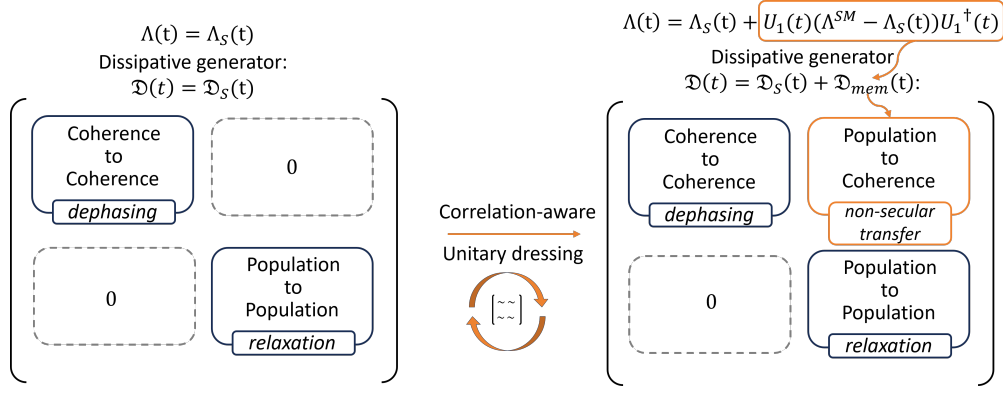 Λ(t) = Λ_S(t)
Dissipative generator:
𝔇(t) = 𝔇_S(t)
Coherence
to
Coherence
dephasing
0
0
Population
to
Population
relaxation
Correlation-aware
Unitary dressing
[~ ~
~ ~]
Λ(t) = Λ_S(t) + U_1(t)(Λ^{SM} − Λ_S(t))U_1^†(t)
Dissipative generator
𝔇(t) = 𝔇_S(t) + 𝔇_{mem}(t):
Coherence
to
Coherence
dephasing
Population
to
Coherence
non-secular
transfer
0
Population
to
Population
relaxation